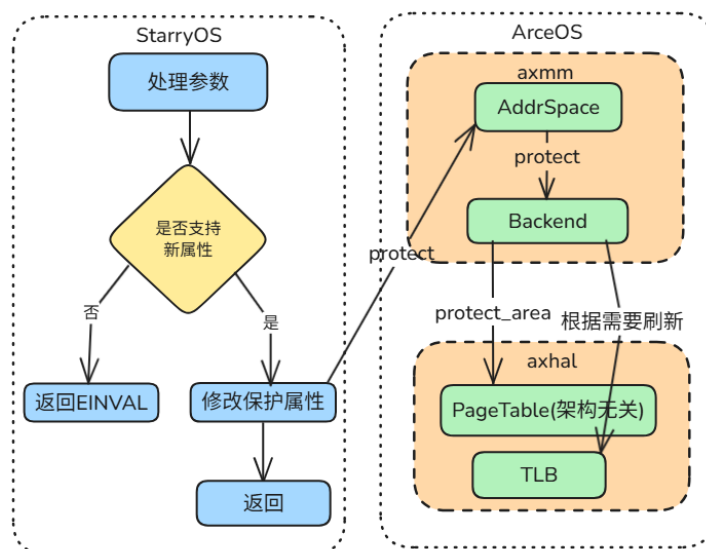 StarryOS
处理参数
是否支持
新属性
否
是
返回EINVAL
修改保护属性
返回
protect
ArceOS
axmm
AddrSpace
protect
Backend
protect_area
根据需要刷新
axhal
PageTable(架构无关)
TLB